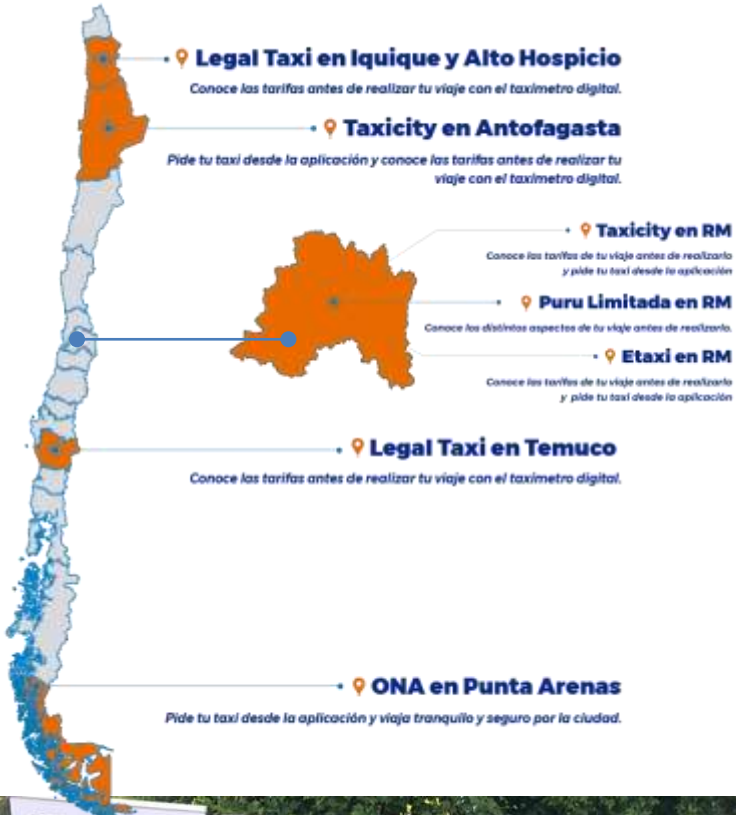 Legal Taxi en Iquique y Alto Hospicio
Conoce las tarifas antes de realizar tu viaje con el taxímetro digital.
Taxicity en Antofagasta
Pide tu taxi desde la aplicación y conoce las tarifas antes de realizar tu
viaje con el taxímetro digital.
Taxicity en RM
Conoce las tarifas de tu viaje antes de realizarlo
y pide tu taxi desde la aplicación
Puru Limitada en RM
Conoce los distintos aspectos de tu viaje antes de realizarlo.
Etaxi en RM
Conoce las tarifas de tu viaje antes de realizarlo
y pide tu taxi desde la aplicación
Legal Taxi en Temuco
Conoce las tarifas antes de realizar tu viaje con el taxímetro digital.
ONA en Punta Arenas
Pide tu taxi desde la aplicación y viaja tranquilo y seguro por la ciudad.